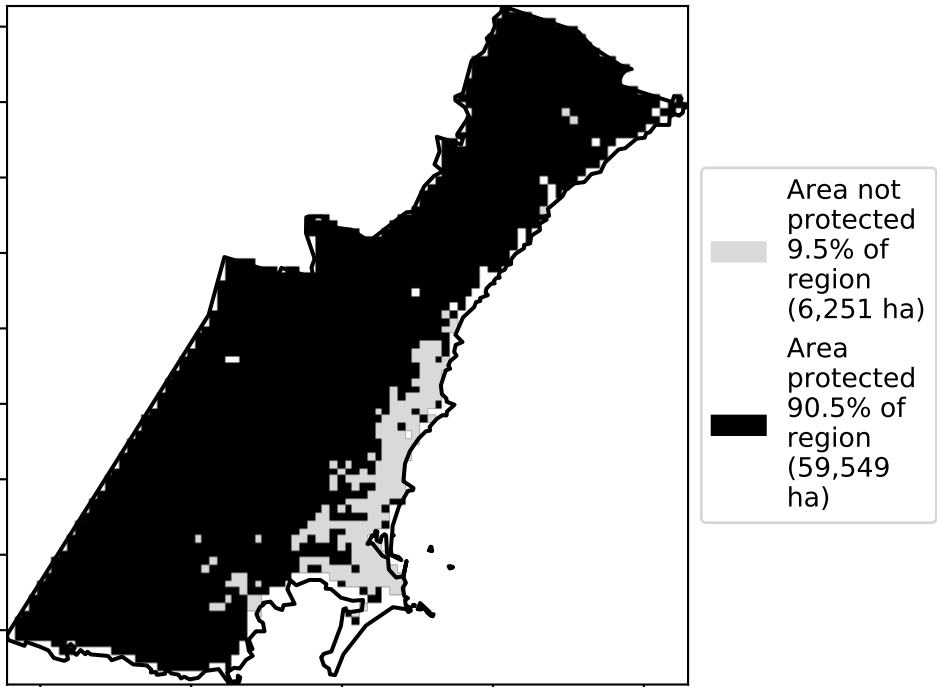 Area not
protected
9.5% of
region
(6,251 ha)
Area
protected
90.5% of
region
(59,549
ha)